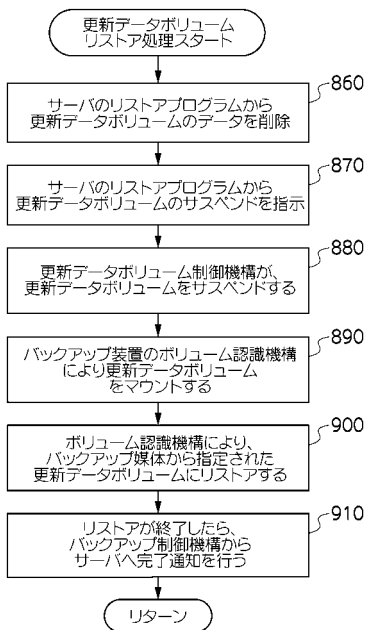 更新データボリューム
リストア処理スタート
860
サーバのリストアプログラムから
更新データボリュームのデータを削除
870
サーバのリストアプログラムから
更新データボリュームのサスペンドを指示
880
更新データボリューム制御機構が、
更新データボリュームをサスペンドする
890
バックアップ装置のボリューム認識機構
により更新データボリューム
をマウントする
900
ボリューム認識機構により、
バックアップ媒体から指定された
更新データボリュームにリストアする
910
リストアが終了したら、
バックアップ制御機構から
サーバへ完了通知を行う
リターン